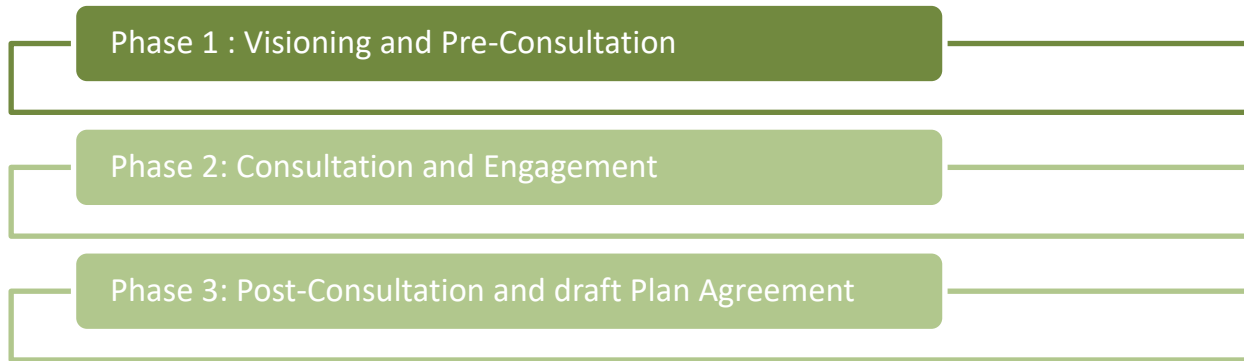 Phase 1 : Visioning and Pre-Consultation
Phase 2: Consultation and Engagement
Phase 3: Post-Consultation and draft Plan Agreement